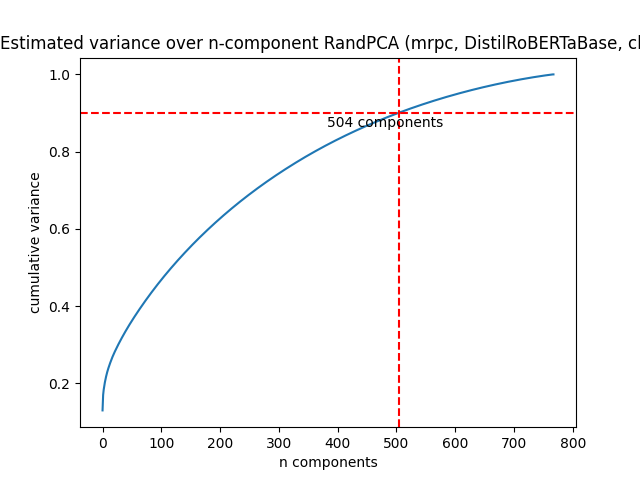 Estimated variance over n-component RandPCA (mrpc, DistilRoBERTaBase, cl
1.0
504 components
0.8
0.6
0.4
0.2
cumulative variance
0 100 200 300 400 500 600 700 800
n components